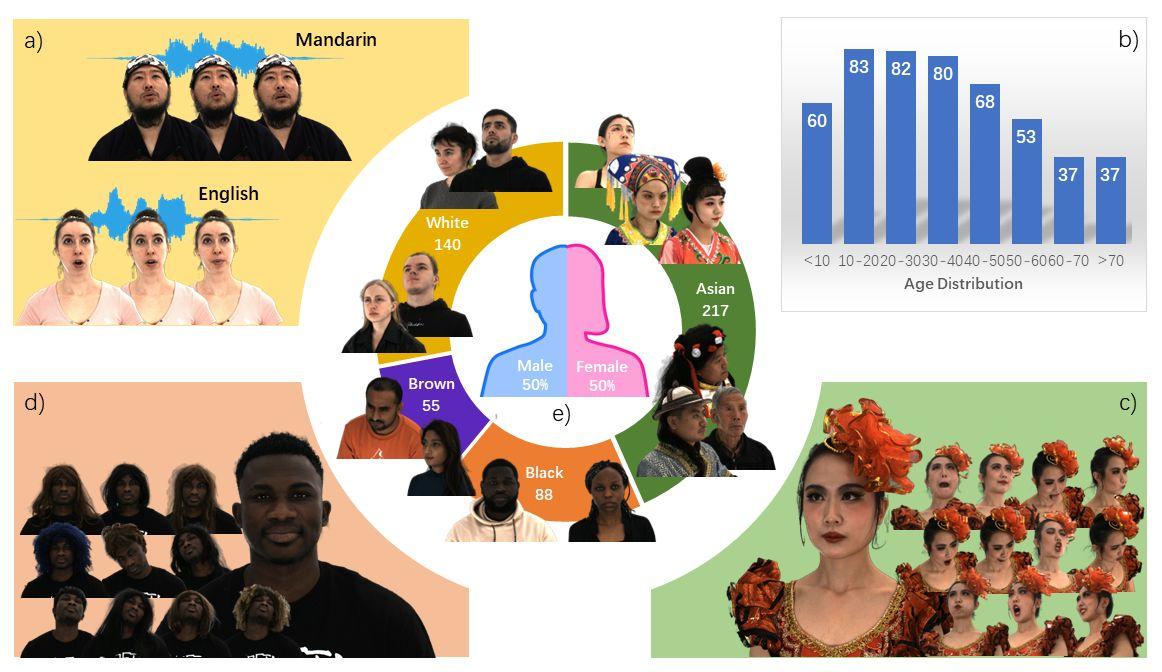 a)
Mandarin
English
b)
60
83
82
80
68
53
37
37
<10 10-20 20-30 30-40 40-50 50-60 60-70 >70
Age Distribution
White
140
Asian
217
Brown
55
Black
88
Male
50%
Female
50%
e)
d)
c)